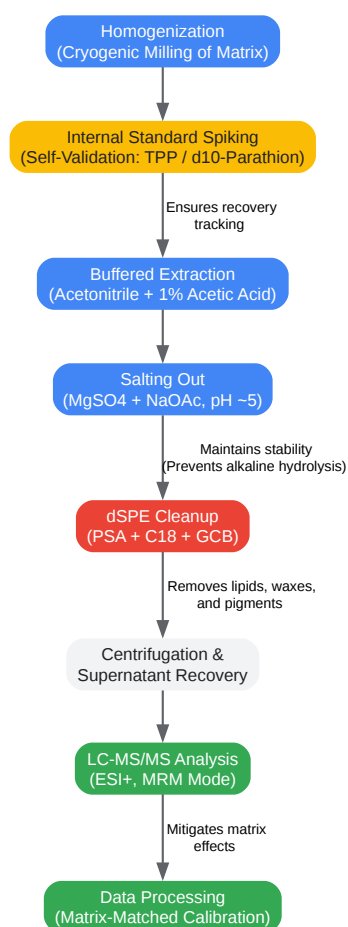 Homogenization
(Cryogenic Milling of Matrix)
Internal Standard Spiking
(Self-Validation: TPP / d10-Parathion)
Ensures recovery
tracking
Buffered Extraction
(Acetonitrile + 1% Acetic Acid)
Salting Out
(MgSO4 + NaOAc, pH ~5)
Maintains stability
(Prevents alkaline hydrolysis)
dSPE Cleanup
(PSA + C18 + GCB)
Removes lipids, waxes,
and pigments
Centrifugation &
Supernatant Recovery
LC-MS/MS Analysis
(ESI+, MRM Mode)
Mitigates matrix
effects
Data Processing
(Matrix-Matched Calibration)